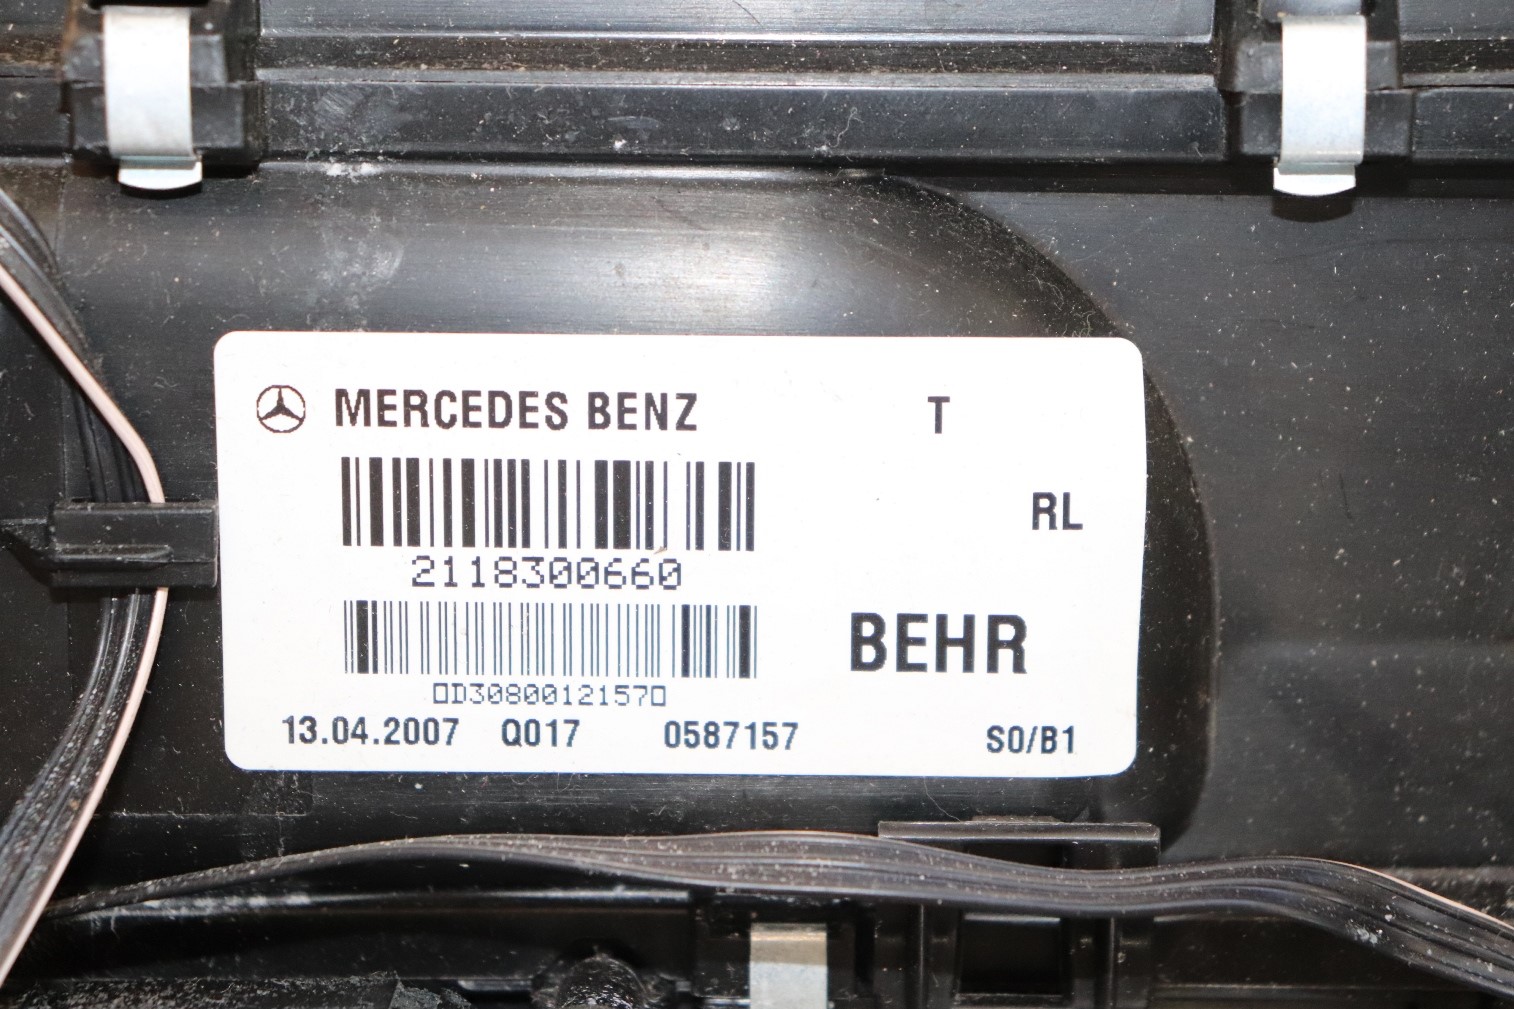 MERCEDES BENZ T
RL
2118300660
BEHR
0D30800121570
13.04.2007 Q017 0587157 S0/B1